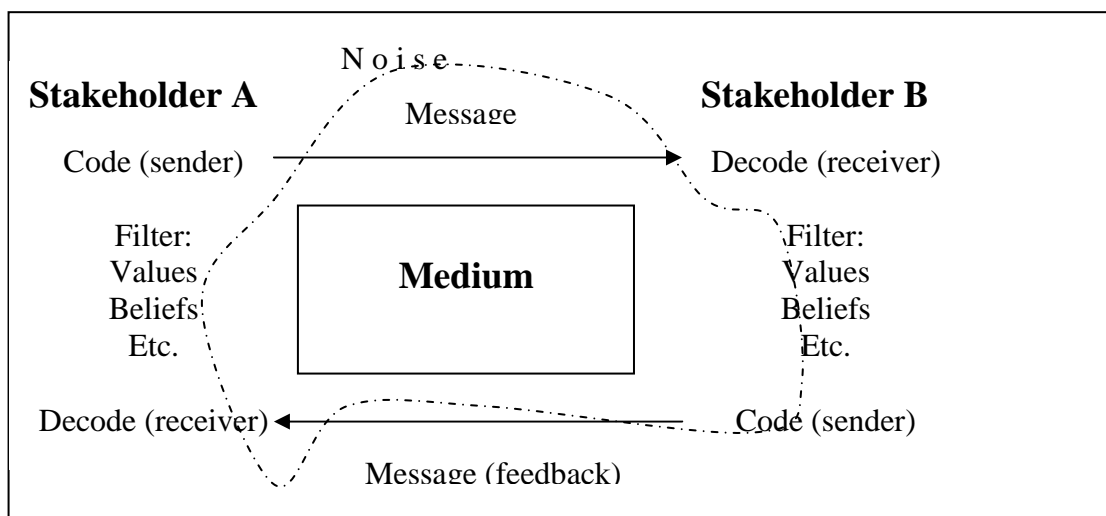 N o i s e
Stakeholder A
Stakeholder B
Message
Code (sender)
Decode (receiver)
Filter:
Values
Beliefs
Etc.
Medium
Filter:
Values
Beliefs
Etc.
Decode (receiver)
Code (sender)
Message (feedback)